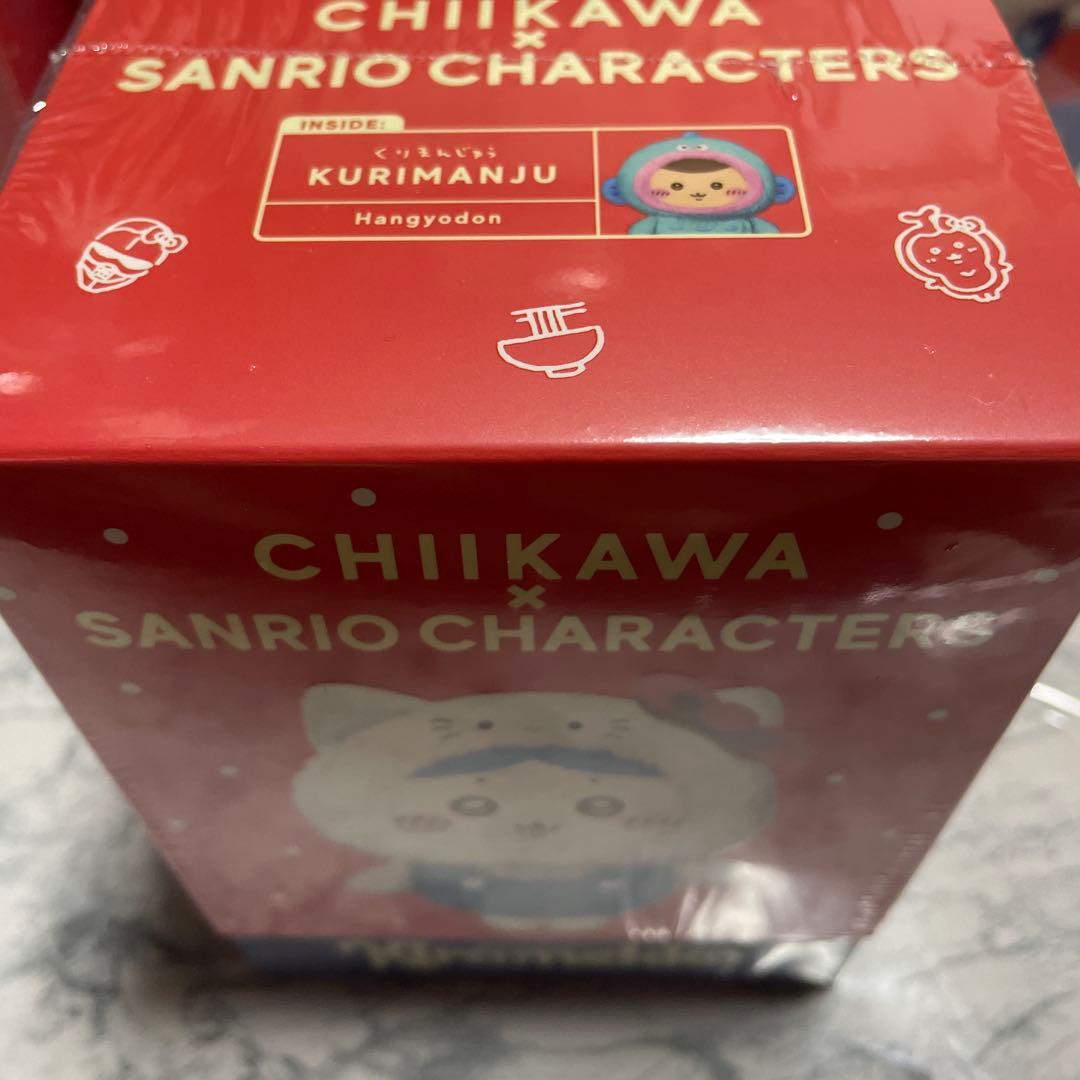 CHIIKAWA
×
SANRIO CHARACTERS
INSIDE:
くりまんじゅう
KURIMANJU
Hangyodon
CHIIKAWA
×
SANRIO CHARACTERS